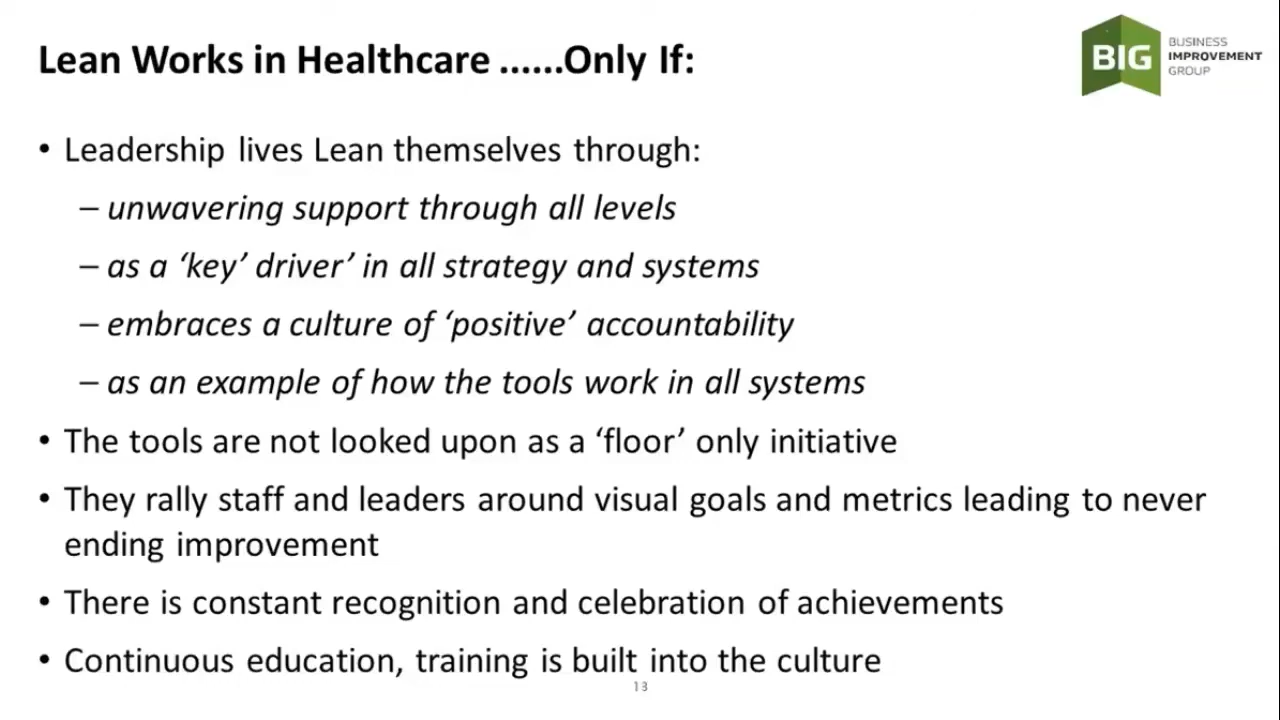 Lean Works in Healthcare ......Only If:
BIG
BUSINESS
IMPROVEMENT
GROUP
• Leadership lives Lean themselves through:
– unwavering support through all levels
– as a ‘key’ driver’ in all strategy and systems
– embraces a culture of ‘positive’ accountability
– as an example of how the tools work in all systems
• The tools are not looked upon as a ‘floor’ only initiative
• They rally staff and leaders around visual goals and metrics leading to never
ending improvement
• There is constant recognition and celebration of achievements
• Continuous education, training is built into the culture
13